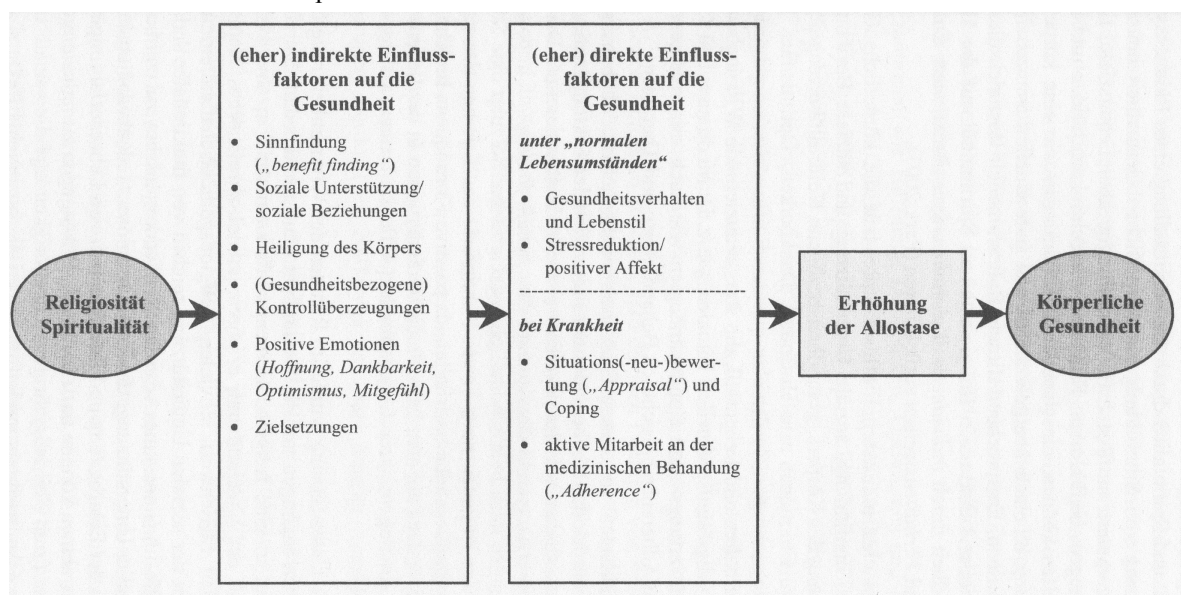 Religiosität
Spiritualität
(eher) indirekte Einfluss-
faktoren auf die
Gesundheit
• Sinnfindung
(„benefit finding“)
• Soziale Unterstützung/
soziale Beziehungen
• Heiligung des Körpers
• (Gesundheitsbezogene)
Kontrollüberzeugungen
• Positive Emotionen
(Hoffnung, Dankbarkeit,
Optimismus, Mitgefühl)
• Zielsetzungen
(eher) direkte Einfluss-
faktoren auf die
Gesundheit
unter „normalen
Lebensumständen“
• Gesundheitsverhalten
und Lebenstil
• Stressreduktion/
positiver Affekt
bei Krankheit
• Situations(-neu-)bewer-
tung („Appraisal“) und
Coping
• aktive Mitarbeit an der
medizinischen Behandlung
(„Adherence“)
Erhöhung
der Allostase
Körperliche
Gesundheit